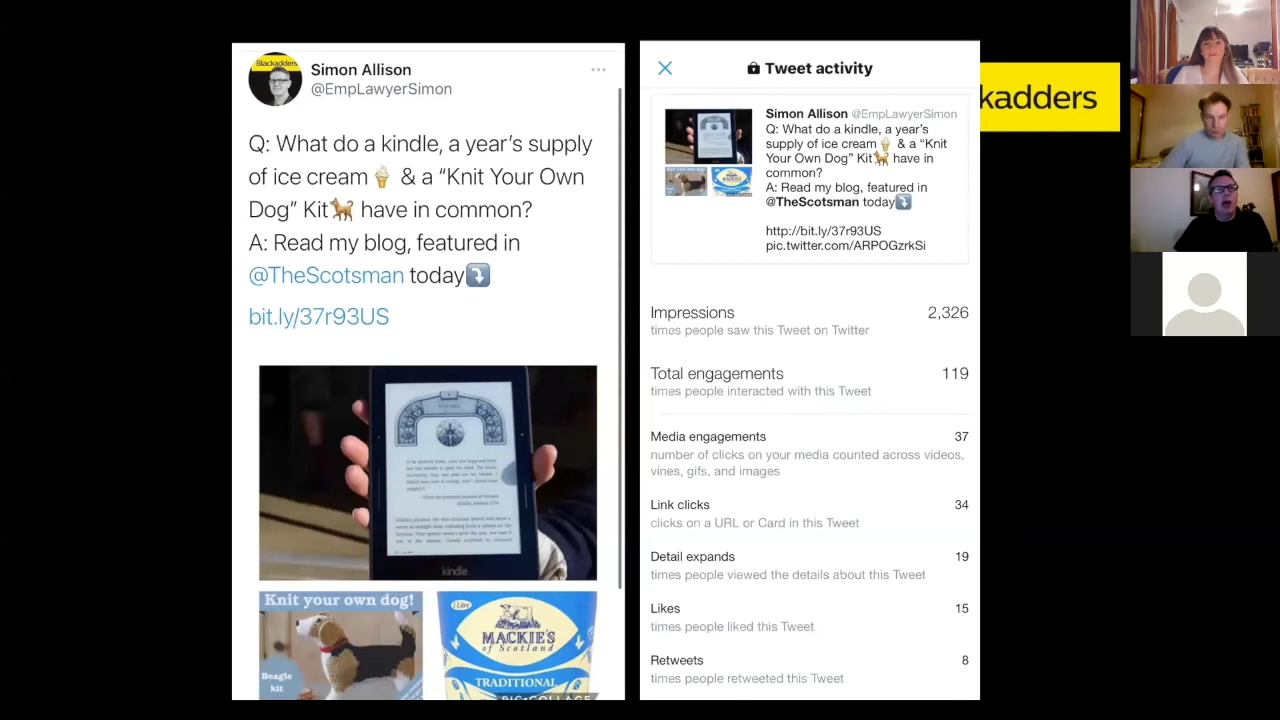 Blackadders
Simon Allison
@EmpLawyerSimon
Q: What do a kindle, a year's supply
of ice cream🍦 & a “Knit Your Own
Dog” Kit🐕 have in common?
A: Read my blog, featured in
@TheScotsman today⤵️
bit.ly/37r93US
kindle
Knit your own dog!
Beagle
kit
1 Litre
MACKIE'S
of Scotland
TRADITIONAL
PIC•COLLAGE
Tweet activity
Simon Allison @EmpLawyerSimon
Q: What do a kindle, a year's
supply of ice cream🍦 & a “Knit
Your Own Dog” Kit🐕 have in
common?
A: Read my blog, featured in
@TheScotsman today⤵️
http://bit.ly/37r93US
pic.twitter.com/ARPOGzrkSi
Impressions 2,326
times people saw this Tweet on Twitter
Total engagements 119
times people interacted with this Tweet
Media engagements 37
number of clicks on your media counted across videos,
vines, gifs, and images
Link clicks 34
clicks on a URL or Card in this Tweet
Detail expands 19
times people viewed the details about this Tweet
Likes 15
times people liked this Tweet
Retweets 8
times people retweeted this Tweet
kadders